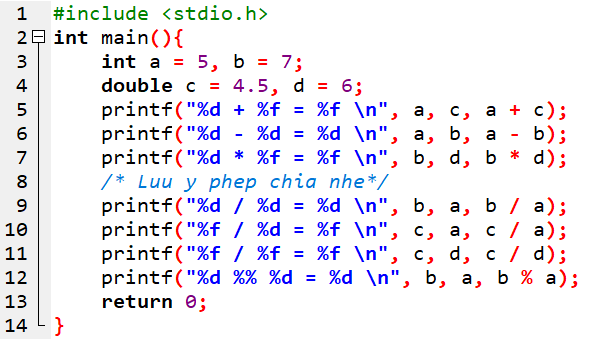 1 #include <stdio.h>
2 int main(){
3 int a = 5, b = 7;
4 double c = 4.5, d = 6;
5 printf("%d + %f = %f \n", a, c, a + c);
6 printf("%d - %d = %d \n", a, b, a - b);
7 printf("%d * %f = %f \n", b, d, b * d);
8 /* Luu y phep chia nhe*/
9 printf("%d / %d = %d \n", b, a, b / a);
10 printf("%f / %d = %f \n", c, a, c / a);
11 printf("%f / %f = %f \n", c, d, c / d);
12 printf("%d %% %d = %d \n", b, a, b % a);
13 return 0;
14 }